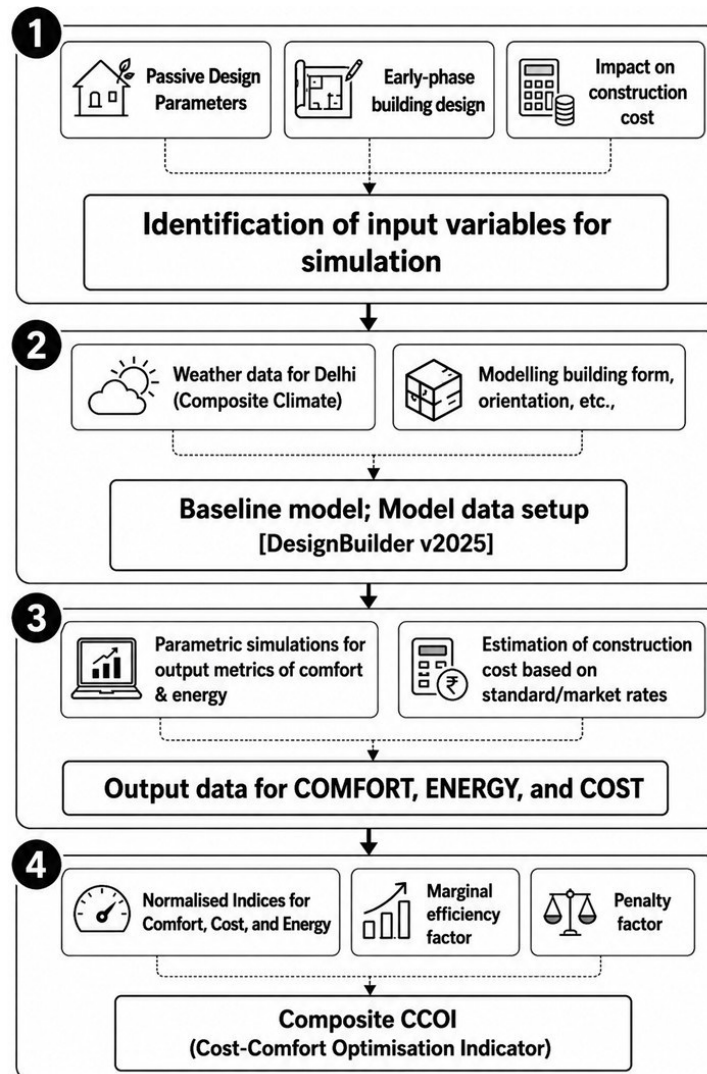 1
Passive Design
Parameters
Early-phase
building design
Impact on
construction
cost
Identification of input variables for
simulation
2
Weather data for Delhi
(Composite Climate)
Modelling building form,
orientation, etc.,
Baseline model; Model data setup
[DesignBuilder v2025]
3
Parametric simulations for
output metrics of comfort
& energy
₹
Estimation of construction
cost based on
standard/market rates
Output data for COMFORT, ENERGY, and COST
4
Normalised Indices for
Comfort, Cost, and Energy
Marginal
efficiency
factor
Penalty
factor
Composite CCOI
(Cost-Comfort Optimisation Indicator)